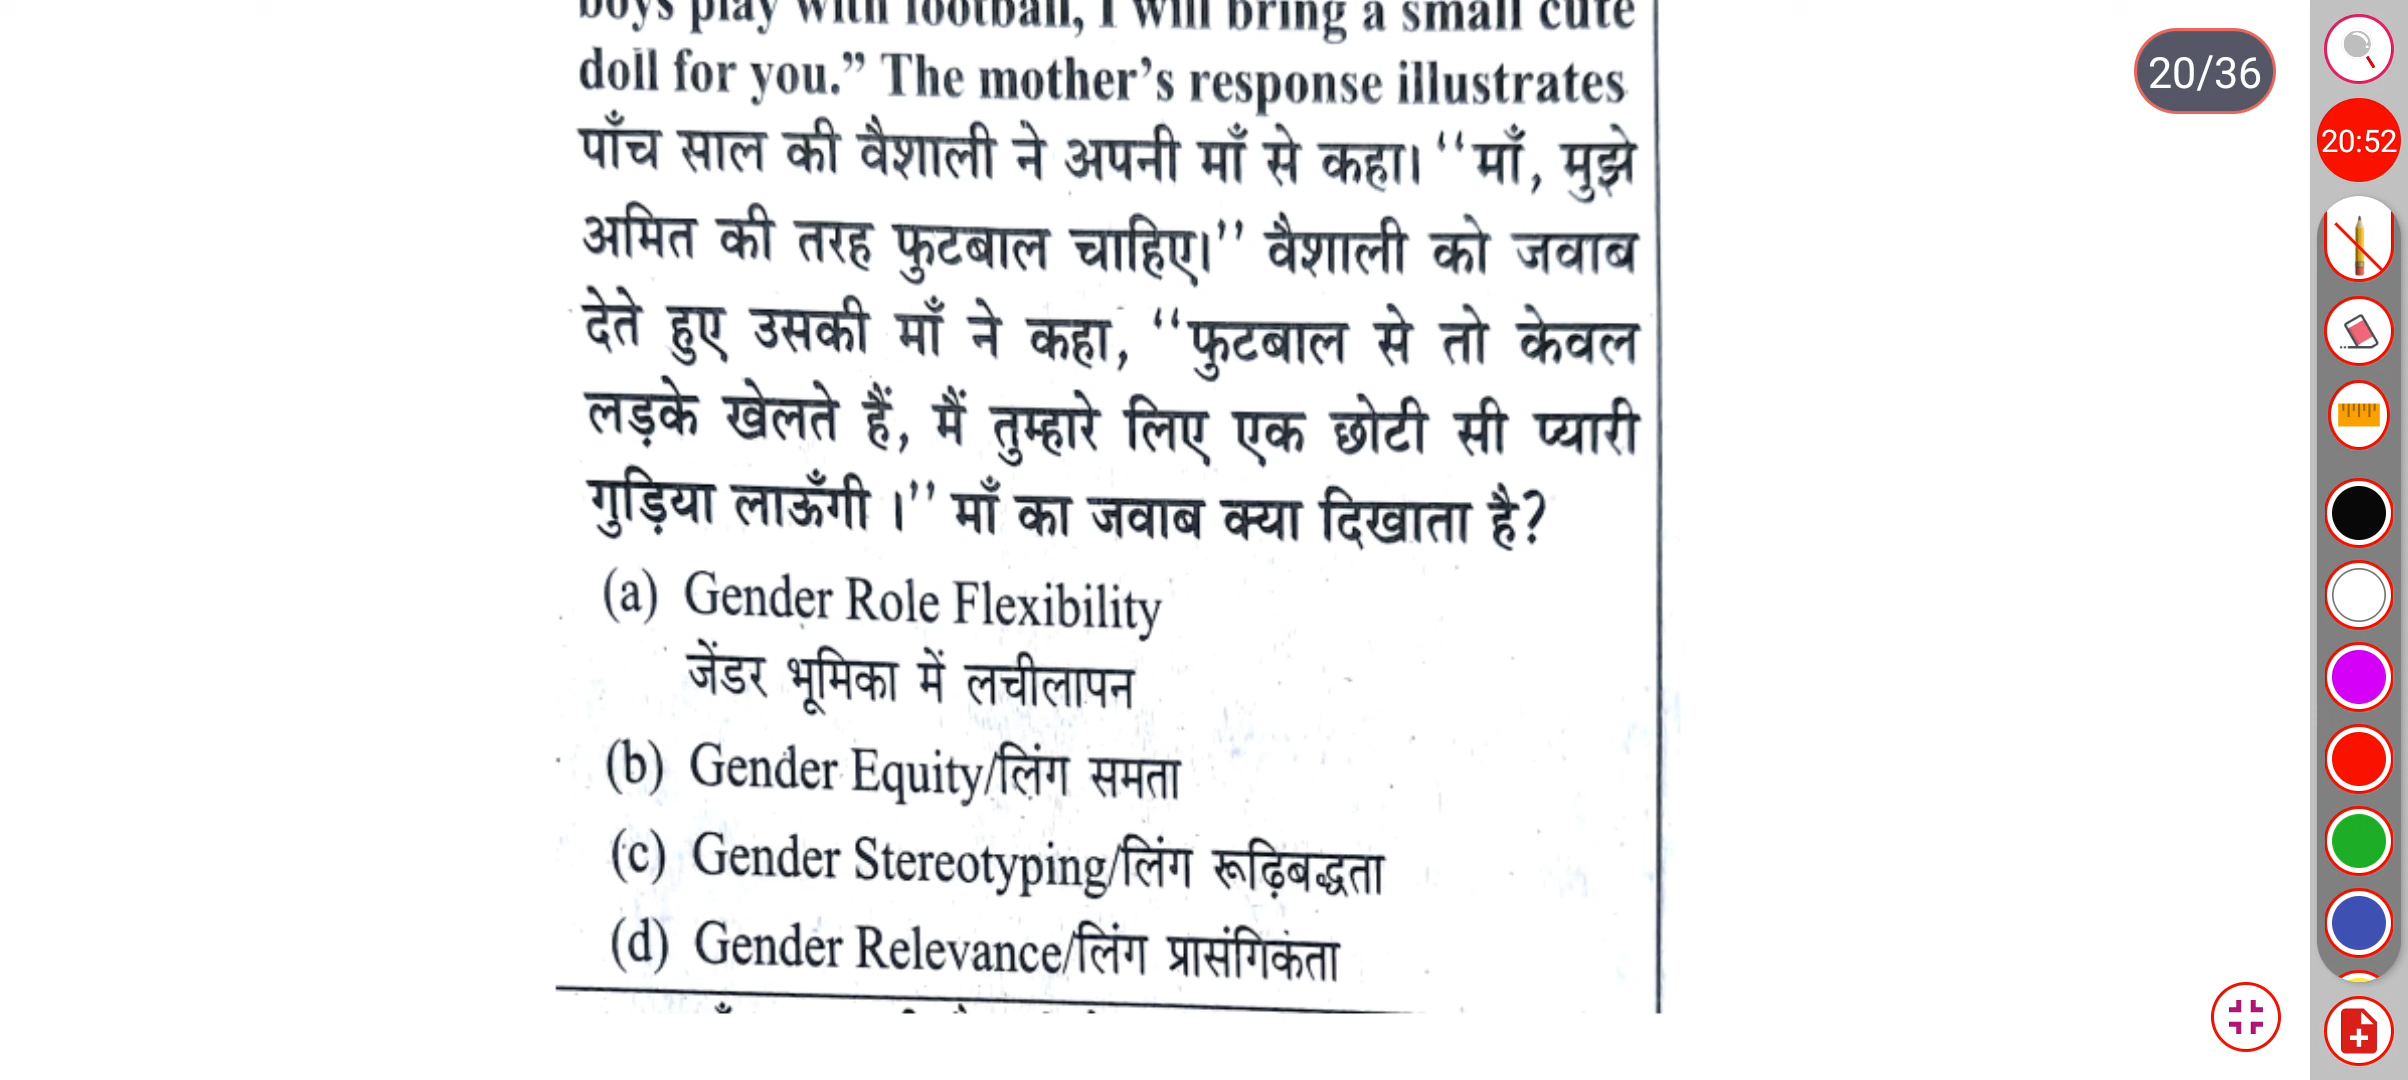 boys play with football, I will bring a small cute
doll for you.” The mother’s response illustrates
पाँच साल की वैशाली ने अपनी माँ से कहा। ‘‘माँ, मुझे
अमित की तरह फुटबाल चाहिए।’’ वैशाली को जवाब
देते हुए उसकी माँ ने कहा, ‘‘फुटबाल से तो केवल
लड़के खेलते हैं, मैं तुम्हारे लिए एक छोटी सी प्यारी
गुड़िया लाऊँगी ।’’ माँ का जवाब क्या दिखाता है?
(a) Gender Role Flexibility
जेंडर भूमिका में लचीलापन
(b) Gender Equity/लिंग समता
(c) Gender Stereotyping/लिंग रूढ़िबद्धता
(d) Gender Relevance/लिंग प्रासंगिकता
20/36
20:52